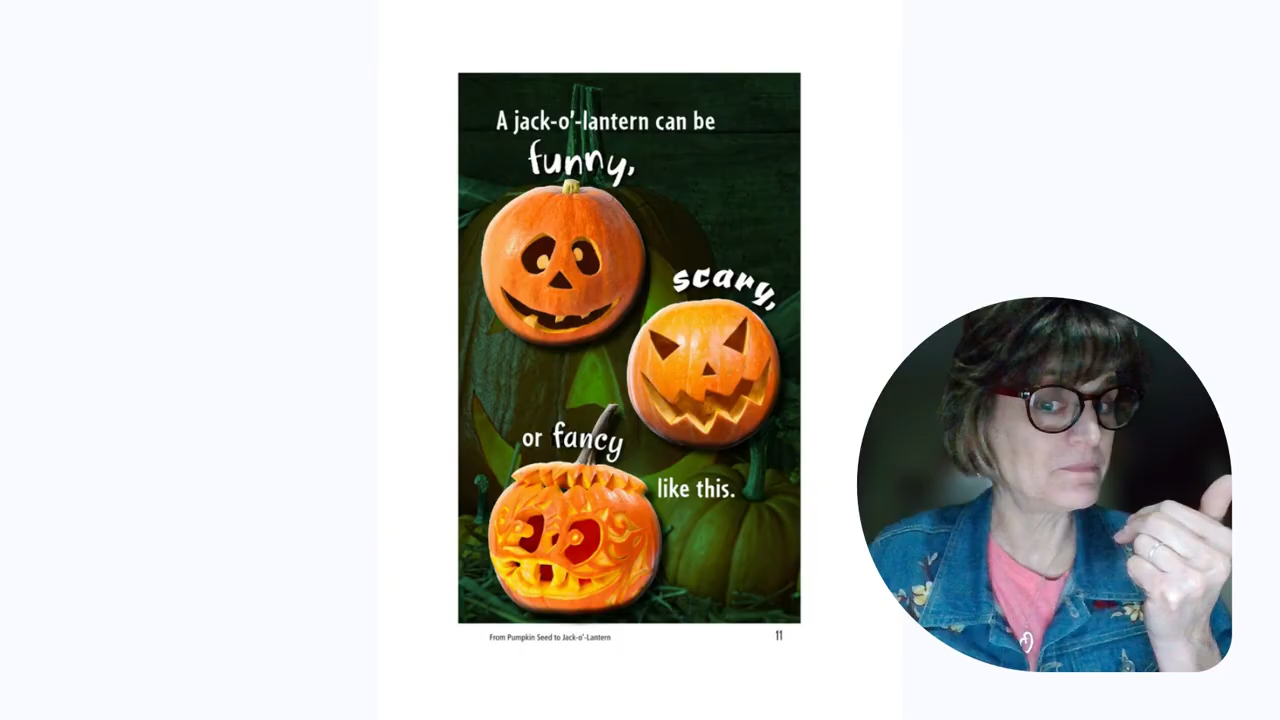 A jack-o'-lantern can be
funny,
scary,
or fancy
like this.
From Pumpkin Seed to Jack-o'-Lantern
11